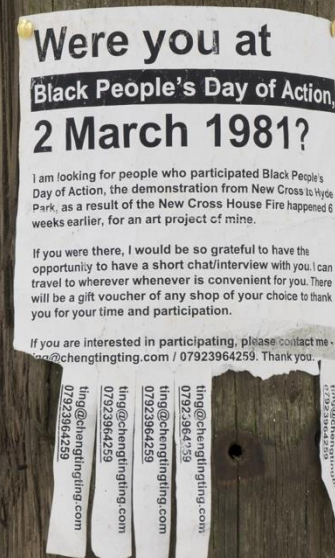 Were you at
Black People's Day of Action,
2 March 1981?
I am looking for people who participated Black People's
Day of Action, the demonstration from New Cross to Hyde
Park, as a result of the New Cross House Fire happened 6
weeks earlier, for an art project of mine.
If you were there, I would be so grateful to have the
opportunity to have a short chat/interview with you. I can
travel to wherever whenever is convenient for you. There
will be a gift voucher of any shop of your choice to thank
you for your time and participation.
If you are interested in participating, please contact me -
ing@chengtingting.com / 07923964259. Thank you.
ting@chengtingting.com
07923964259
ting@chengtingting.com
07923964259
ting@chengtingting.com
07923964259
ting@chengtingting.com
07923964259
ting@chengtingting
07923964259